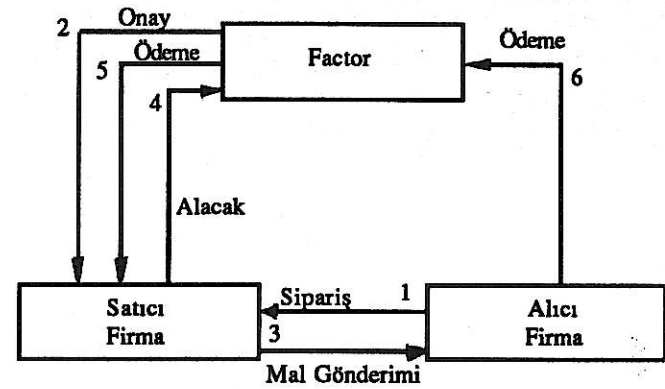 Onay
2
Ödeme
5
4
Factor
Ödeme
6
Alacak
Satıcı
Firma
Sipariş
1
3
Mal Gönderimi
Alıcı
Firma